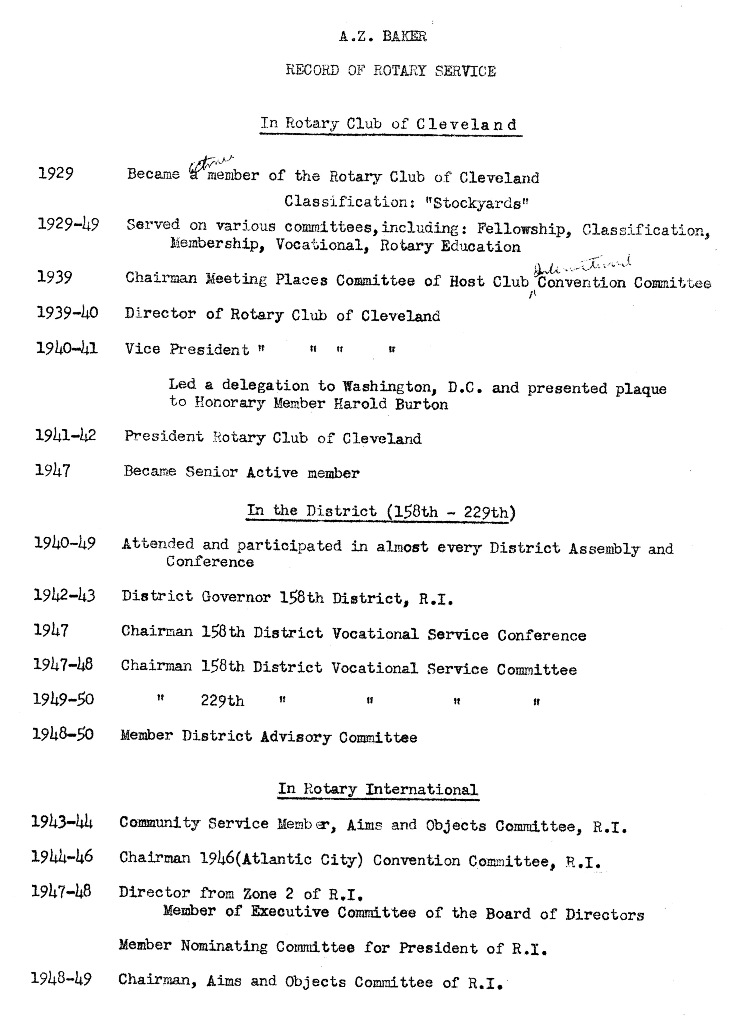 A.Z. BAKER
RECORD OF ROTARY SERVICE
In Rotary Club of Cleveland
1929 Became a active member of the Rotary Club of Cleveland
Classification: "Stockyards"
1929-49 Served on various committees, including: Fellowship, Classification,
Membership, Vocational, Rotary Education
1939 Chairman Meeting Places Committee of Host Club International Convention Committee
1939-40 Director of Rotary Club of Cleveland
1940-41 Vice President " " " "
Led a delegation to Washington, D.C. and presented plaque
to Honorary Member Harold Burton
1941-42 President Rotary Club of Cleveland
1947 Became Senior Active member
In the District (158th - 229th)
1940-49 Attended and participated in almost every District Assembly and
Conference
1942-43 District Governor 158th District, R.I.
1947 Chairman 158th District Vocational Service Conference
1947-48 Chairman 158th District Vocational Service Committee
1949-50 " 229th " " " "
1948-50 Member District Advisory Committee
In Rotary International
1943-44 Community Service Member, Aims and Objects Committee, R.I.
1944-46 Chairman 1946(Atlantic City) Convention Committee, R.I.
1947-48 Director from Zone 2 of R.I.
Member of Executive Committee of the Board of Directors
Member Nominating Committee for President of R.I.
1948-49 Chairman, Aims and Objects Committee of R.I.